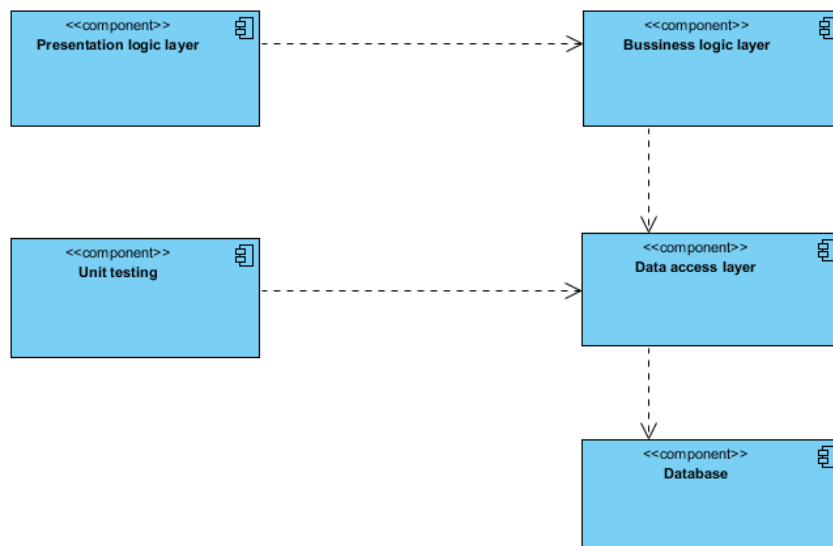 <<component>>
Presentation logic layer
<<component>>
Bussiness logic layer
<<component>>
Unit testing
<<component>>
Data access layer
<<component>>
Database